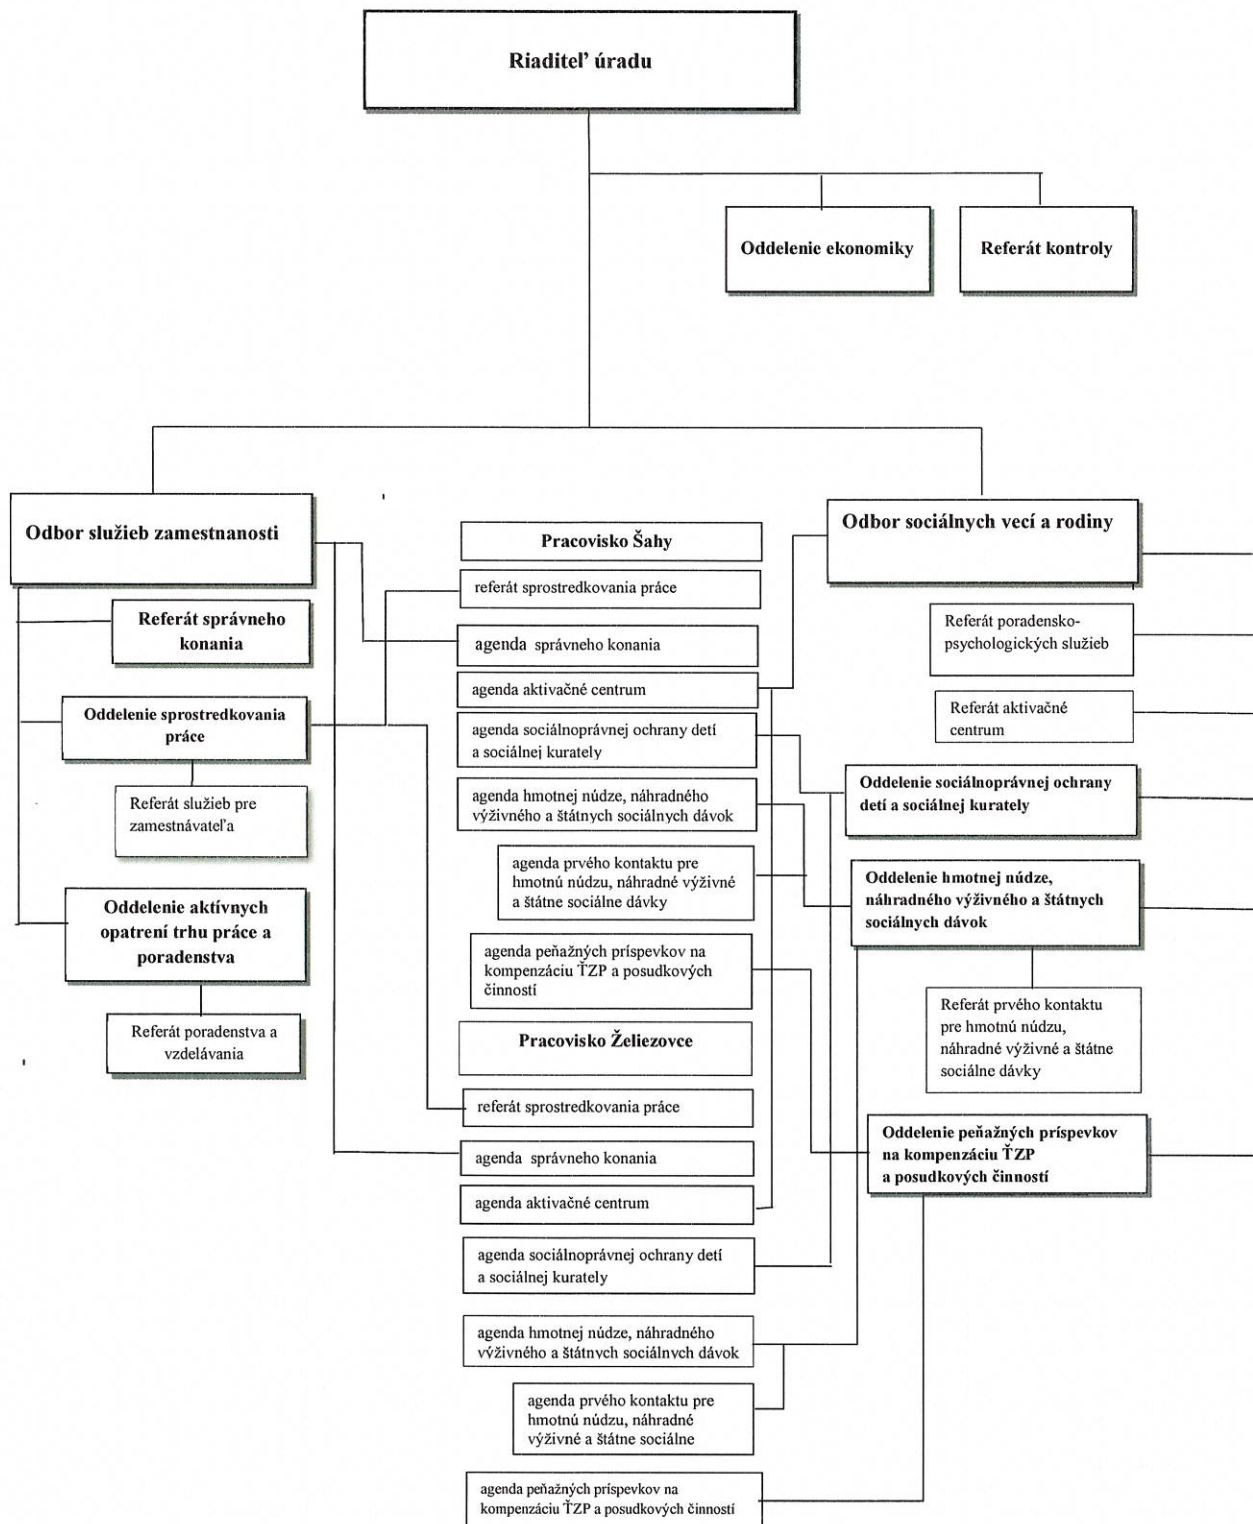 Riaditeľ úradu
Oddelenie ekonomiky
Referát kontroly
Odbor služieb zamestnanosti
Referát správneho
konania
Oddelenie sprostredkovania
práce
Referát služieb pre
zamestnávateľa
Oddelenie aktívnych
opatrení trhu práce a
poradenstva
Referát poradenstva a
vzdelávania
Pracovisko Šahy
referát sprostredkovania práce
agenda správneho konania
agenda aktivačné centrum
agenda sociálnoprávnej ochrany detí
a sociálnej kurately
agenda hmotnej núdze, náhradného
výživného a štátnych sociálnych dávok
agenda prvého kontaktu pre
hmotnú núdzu, náhradné výživné
a štátne sociálne dávky
agenda peňažných príspevkov na
kompenzáciu ŤZP a posudkových
činností
Pracovisko Želiezovce
referát sprostredkovania práce
agenda správneho konania
agenda aktivačné centrum
agenda sociálnoprávnej ochrany detí
a sociálnej kurately
agenda hmotnej núdze, náhradného
výživného a štátnych sociálnych dávok
agenda prvého kontaktu pre
hmotnú núdzu, náhradné
výživné a štátne sociálne
agenda peňažných príspevkov na
kompenzáciu ŤZP a posudkových činností
Odbor sociálnych vecí a rodiny
Referát poradensko-
psychologických služieb
Referát aktivačné
centrum
Oddelenie sociálnoprávnej ochrany
detí a sociálnej kurately
Oddelenie hmotnej núdze,
náhradného výživného a štátnych
sociálnych dávok
Referát prvého kontaktu
pre hmotnú núdzu,
náhradné výživné a štátne
sociálne dávky
Oddelenie peňažných príspevkov
na kompenzáciu ŤZP
a posudkových činností